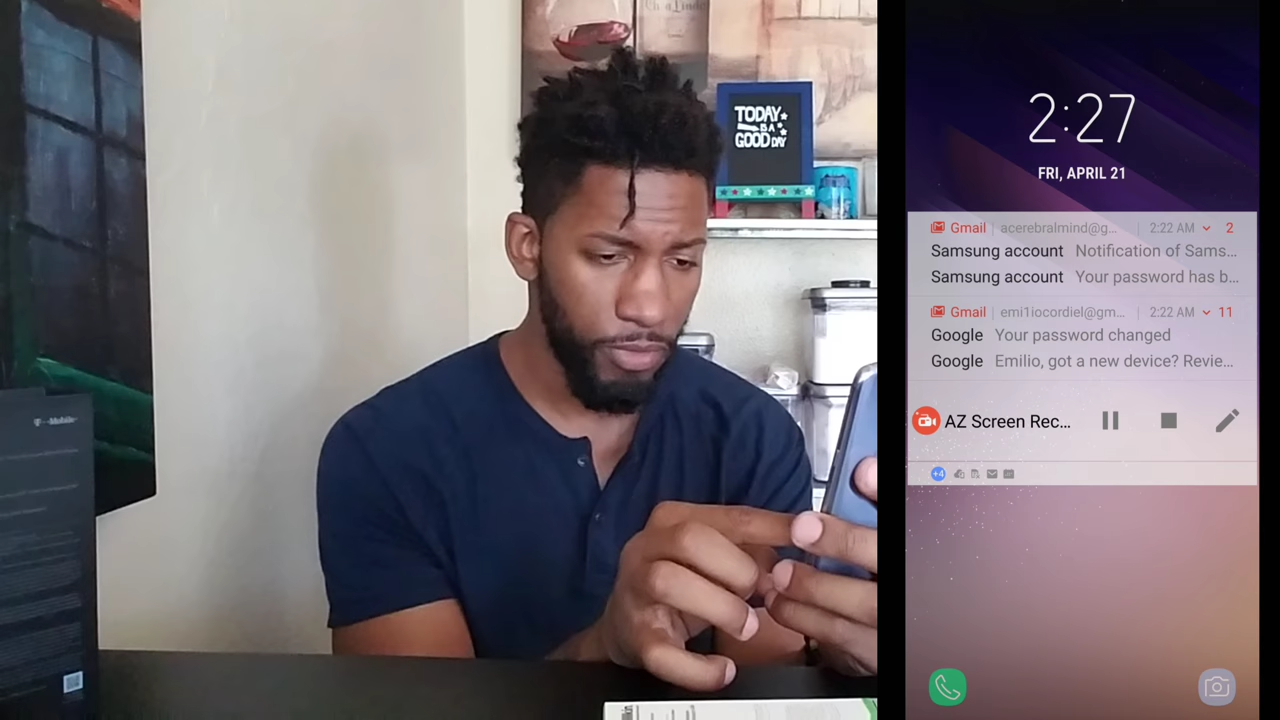 TODAY
IS A
GOOD DAY
T-Mobile
2:27
FRI, APRIL 21
Gmail | acerebralmind@g... | 2:22 AM 2
Samsung account Notification of Sams...
Samsung account Your password has b...
Gmail | emi1iocordiel@gm... | 2:22 AM 11
Google Your password changed
Google Emilio, got a new device? Revie...
AZ Screen Rec...
+4